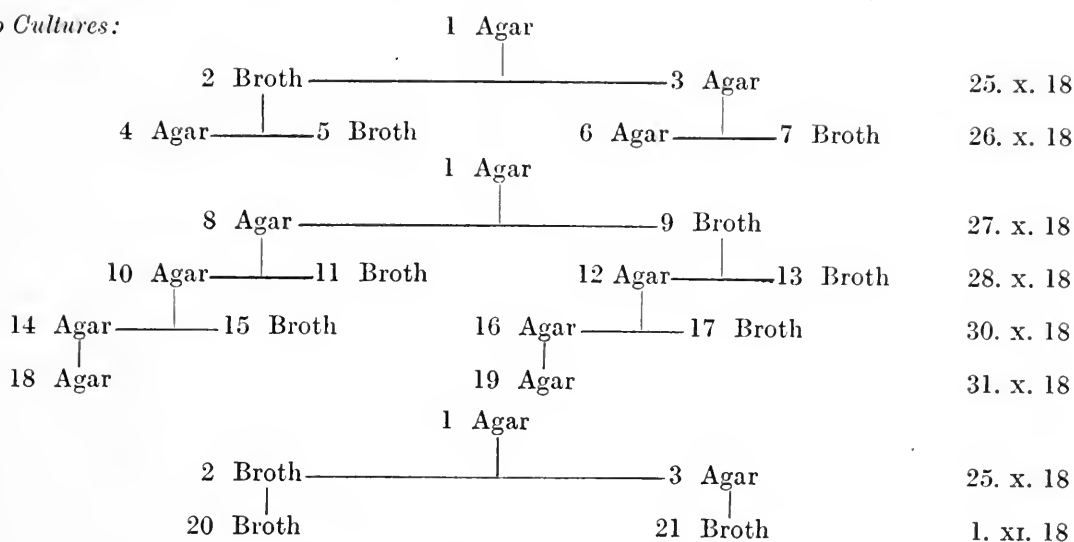 Cultures:
1 Agar
2 Broth 3 Agar 25. x. 18
4 Agar 5 Broth 6 Agar 7 Broth 26. x. 18
1 Agar
8 Agar 9 Broth 27. x. 18
10 Agar 11 Broth 12 Agar 13 Broth 28. x. 18
14 Agar 15 Broth 16 Agar 17 Broth 30. x. 18
18 Agar 19 Agar 31. x. 18
1 Agar
2 Broth 3 Agar 25. x. 18
20 Broth 21 Broth 1. XI. 18